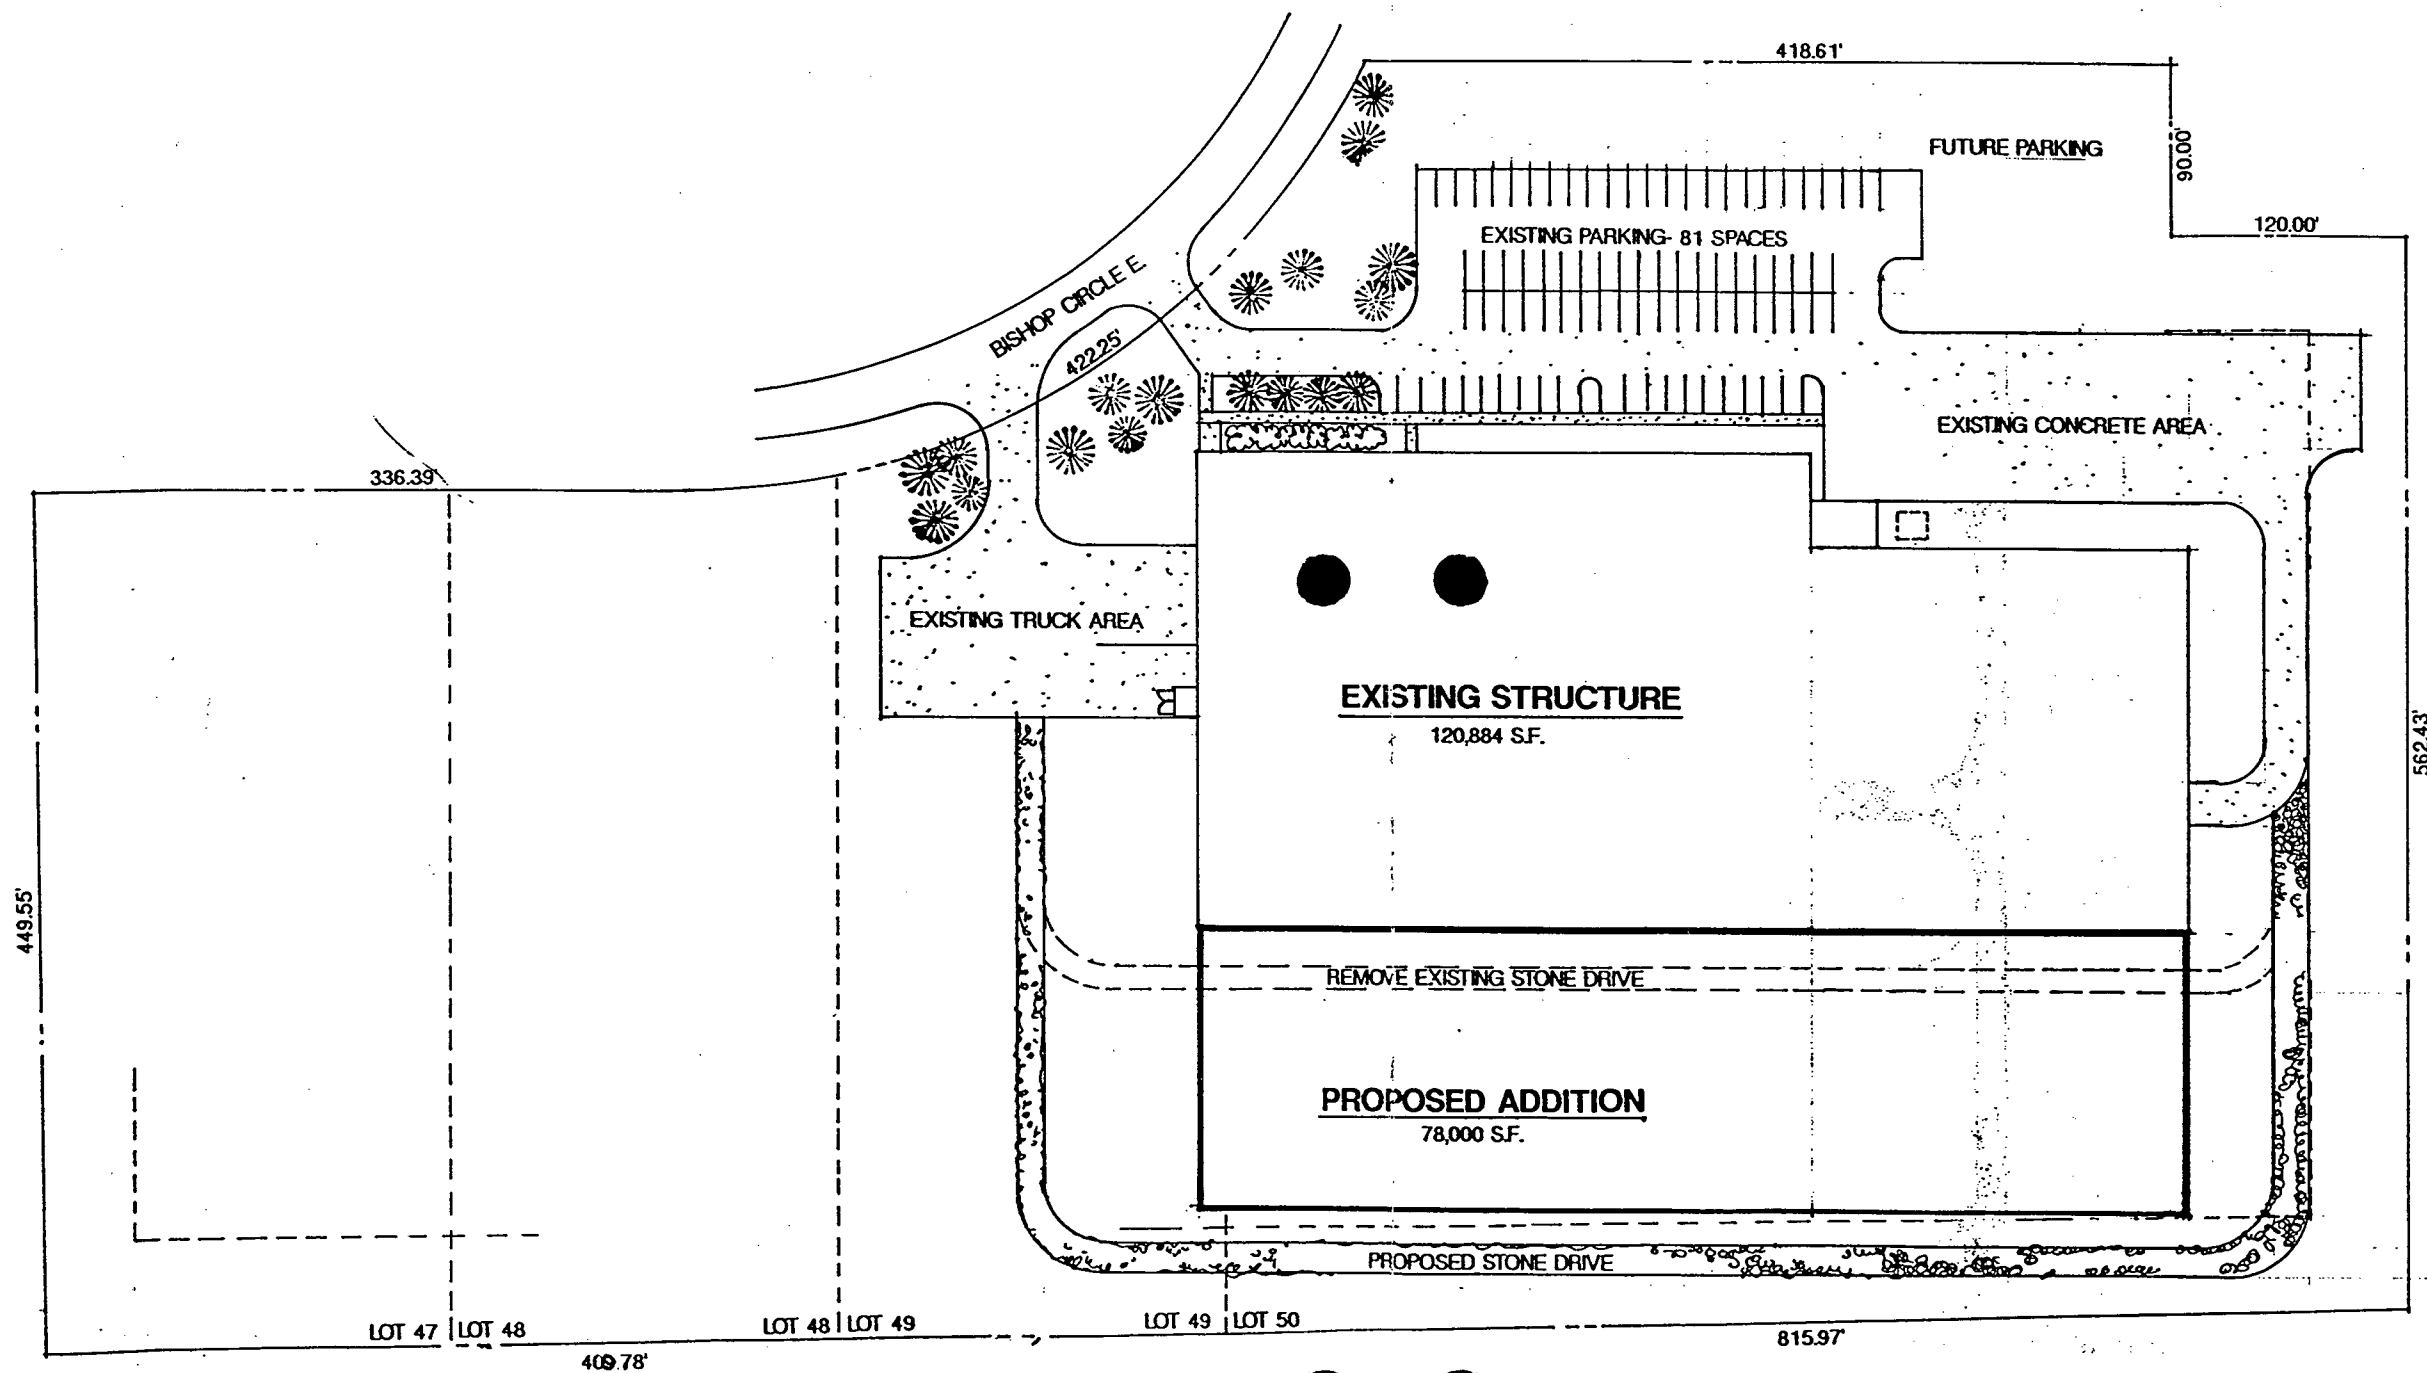 418.61'
FUTURE PARKING
90.00'
120.00'
EXISTING PARKING- 81 SPACES
BISHOP CIRCLE E.
422.25'
EXISTING CONCRETE AREA
336.39'
EXISTING TRUCK AREA
EXISTING STRUCTURE
120,884 S.F.
562.43'
449.55'
REMOVE EXISTING STONE DRIVE
PROPOSED ADDITION
78,000 S.F.
PROPOSED STONE DRIVE
LOT 47 LOT 48
LOT 48 LOT 49
LOT 49 LOT 50
815.97'
409.78'